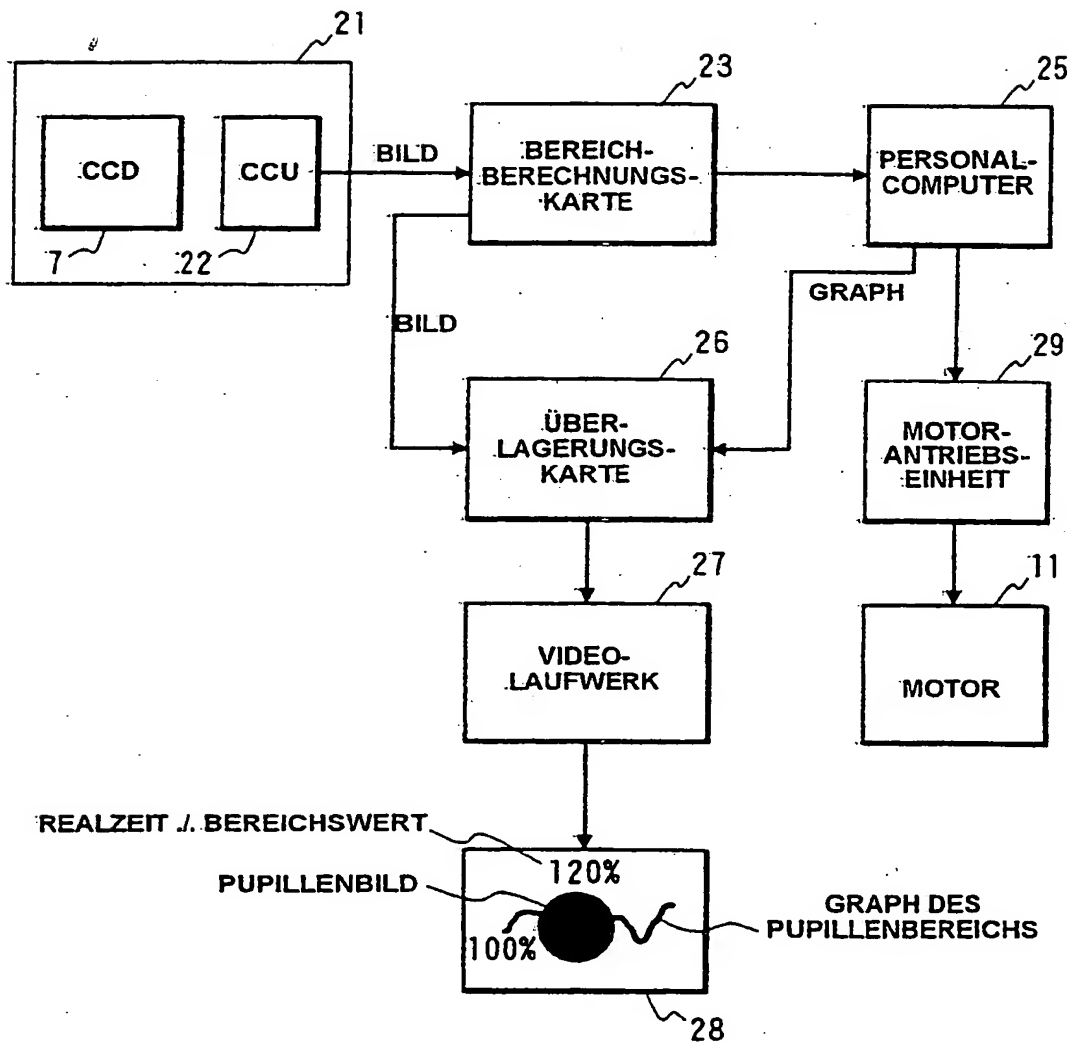 21
CCD
CCU
7
22
BILD
23
BEREICH-
BERECHNUNGS-
KARTE
25
PERSONAL-
COMPUTER
BILD
GRAPH
26
ÜBER-
LAGERUNGS-
KARTE
29
MOTOR-
ANTRIEBS-
EINHEIT
27
VIDEO-
LAUFWERK
11
MOTOR
REALZEIT ./. BEREICHSWERT
120%
PUPILLENBILD
100%
GRAPH DES
PUPILLENBEREICHS
28